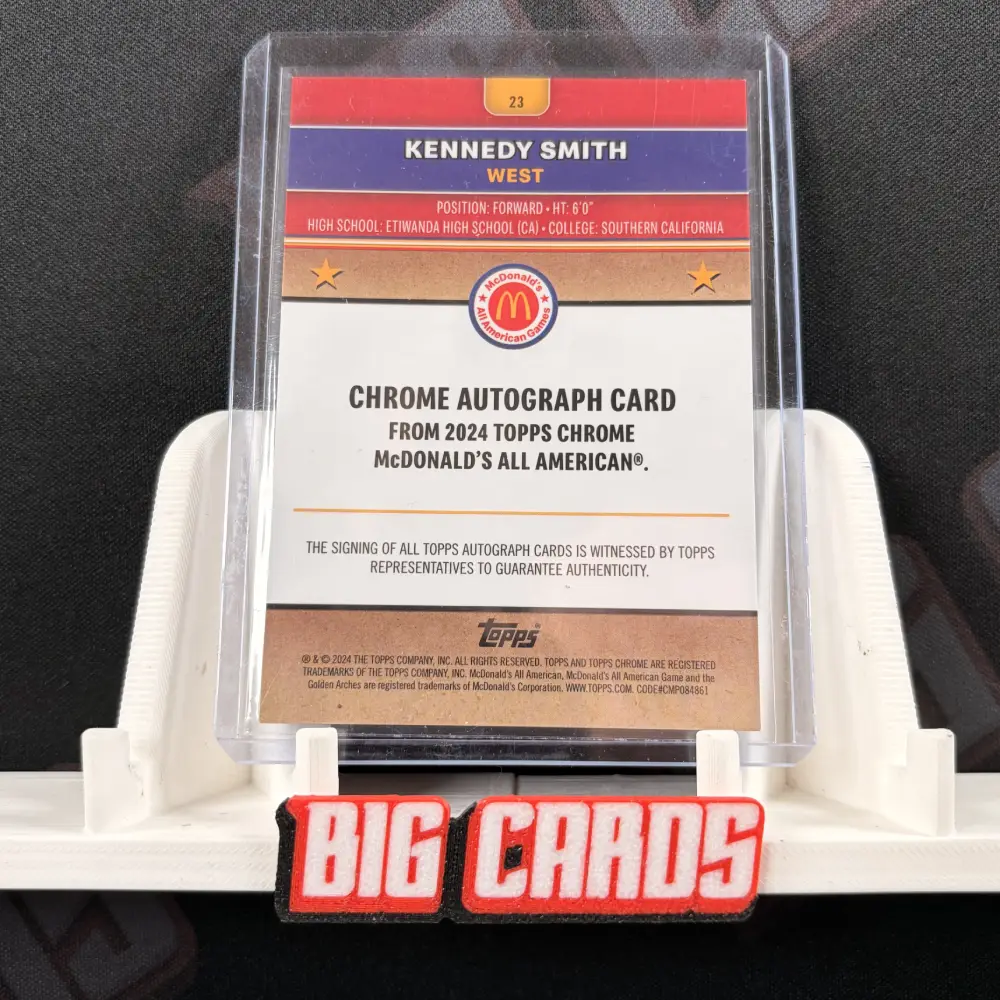 23
KENNEDY SMITH
WEST
POSITION: FORWARD • HT: 6'0"
HIGH SCHOOL: ETIWANDA HIGH SCHOOL (CA) • COLLEGE: SOUTHERN CALIFORNIA
McDonald's
All American Games
CHROME AUTOGRAPH CARD
FROM 2024 TOPPS CHROME
McDONALD'S ALL AMERICAN®.
THE SIGNING OF ALL TOPPS AUTOGRAPH CARDS IS WITNESSED BY TOPPS
REPRESENTATIVES TO GUARANTEE AUTHENTICITY.
topps®
® & © 2024 THE TOPPS COMPANY, INC. ALL RIGHTS RESERVED. TOPPS AND TOPPS CHROME ARE REGISTERED
TRADEMARKS OF THE TOPPS COMPANY, INC. McDonald's All American, McDonald's All American Game and the
Golden Arches are registered trademarks of McDonald's Corporation. WWW.TOPPS.COM. CODE#CMP084861
BIG CARDS